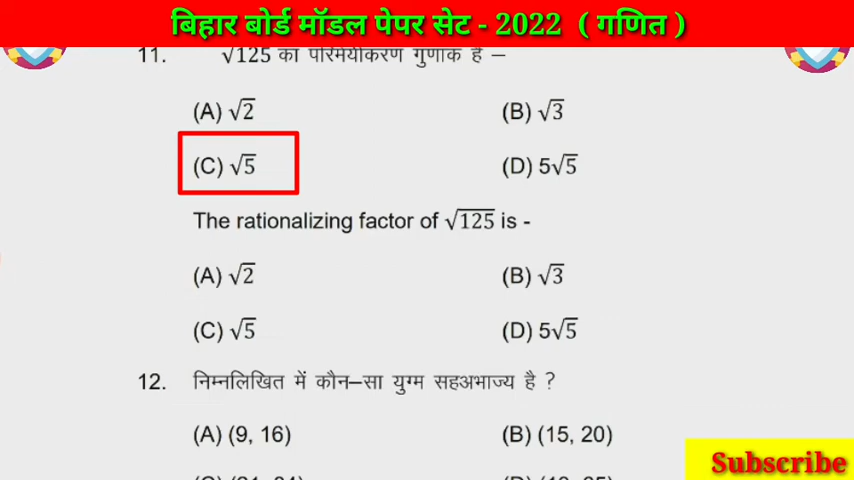 बिहार बोर्ड मॉडल पेपर सेट - 2022 ( गणित )
11. √125 का परिमेयीकरण गुणांक है –
(A) √2 (B) √3
(C) √5 (D) 5√5
The rationalizing factor of √125 is -
(A) √2 (B) √3
(C) √5 (D) 5√5
12. निम्नलिखित में कौन–सा युग्म सहअभाज्य है ?
(A) (9, 16) (B) (15, 20)
Subscribe